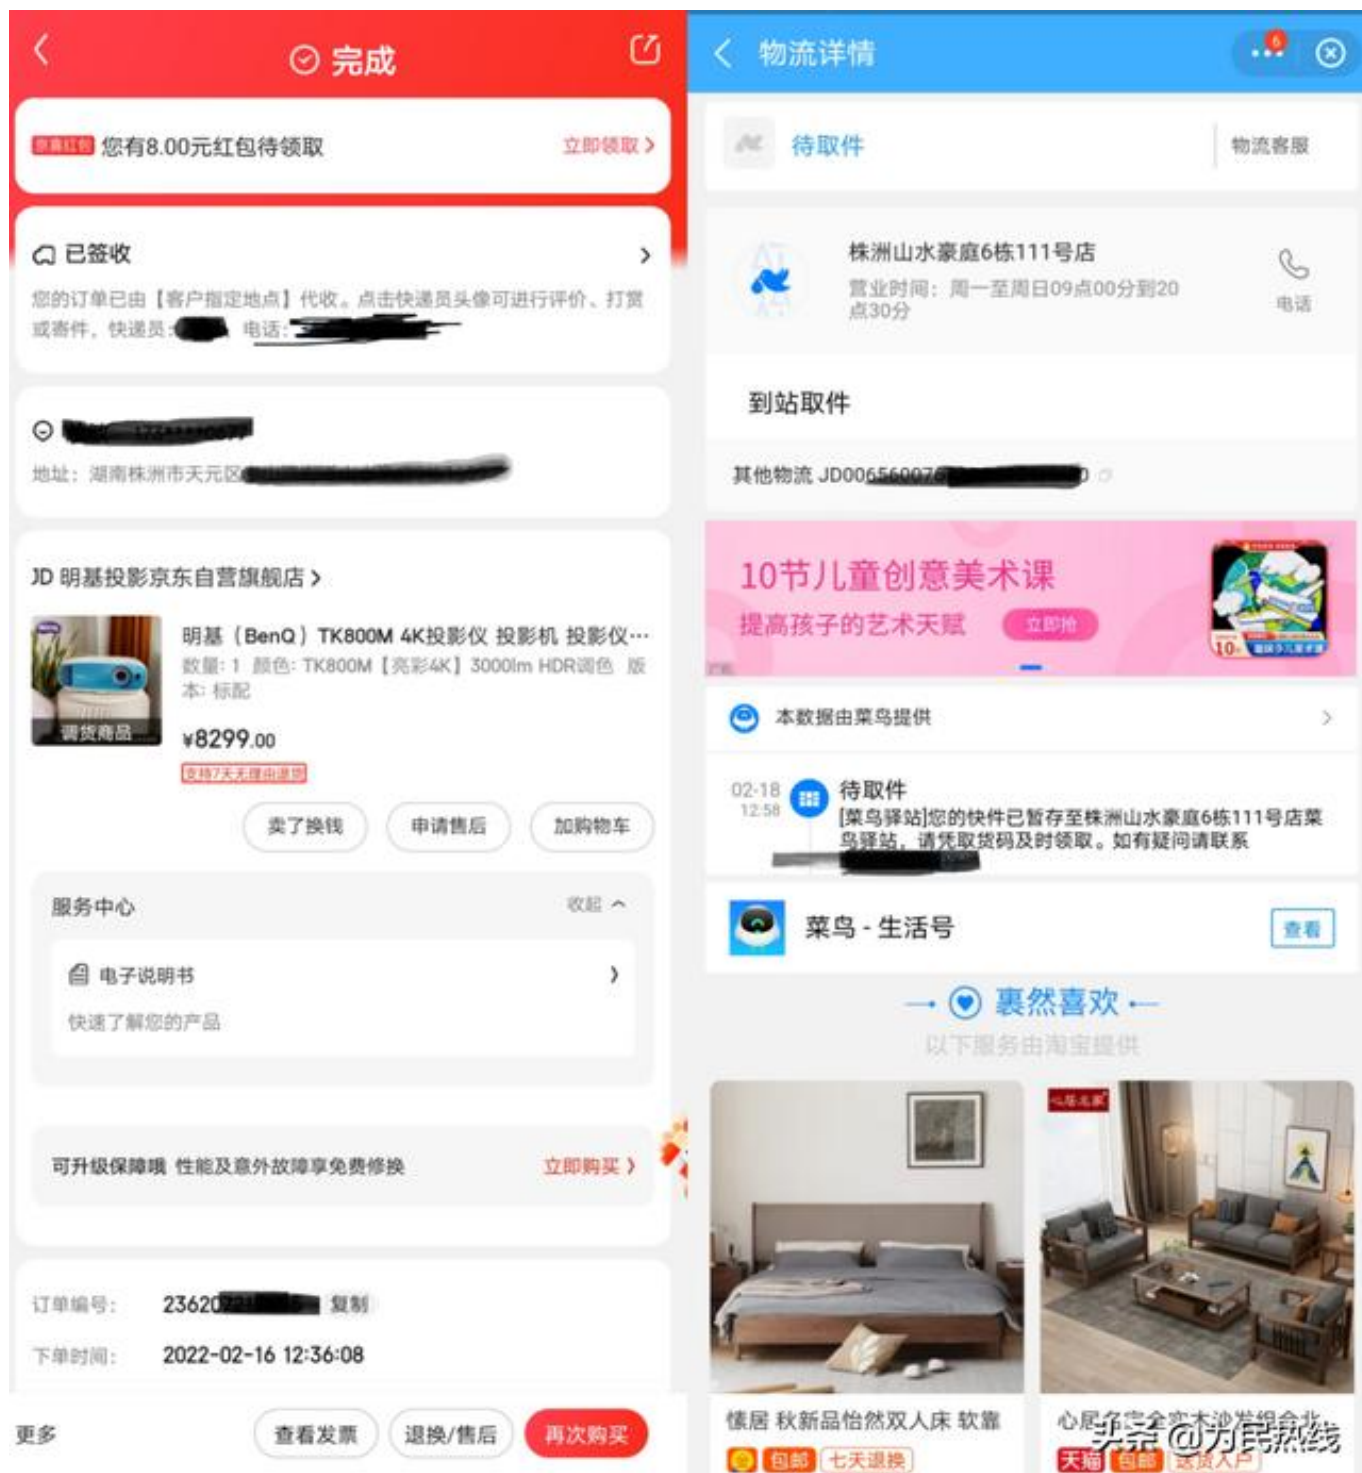 完成
您有8.00元红包待领取
立即领取
已签收
您的订单已由【客户指定地点】代收。点击快递员头像可进行评价、打赏
或寄件。快递员:
电话:
地址：湖南株洲市天元区
JD 明基投影京东自营旗舰店
明基（BenQ）TK800M 4K投影仪 投影机 投影仪…
数量: 1 颜色: TK800M【亮彩4K】3000lm HDR调色 版
本: 标配
调货商品
¥8299.00
支持7天无理由退货
卖了换钱
申请售后
加购物车
服务中心
收起
电子说明书
快速了解您的产品
可升级保障哦 性能及意外故障享免费修换
立即购买
订单编号:
23620
复制
下单时间:
2022-02-16 12:36:08
更多
查看发票
退换/售后
再次购买
物流详情
6
待取件
物流客服
株洲山水豪庭6栋111号店
营业时间：周一至周日09点00分到20
点30分
电话
到站取件
其他物流 JD006560076
10节儿童创意美术课
提高孩子的艺术天赋
立即抢
本数据由菜鸟提供
02-18
12:58
待取件
[菜鸟驿站]您的快件已暂存至株洲山水豪庭6栋111号店菜
鸟驿站，请凭取货码及时领取。如有疑问请联系
菜鸟 - 生活号
查看
裹然喜欢
以下服务由淘宝提供
愫居 秋新品怡然双人床 软靠
包邮
七天退换
天猫
包邮
送货入户
头条 @为民热线